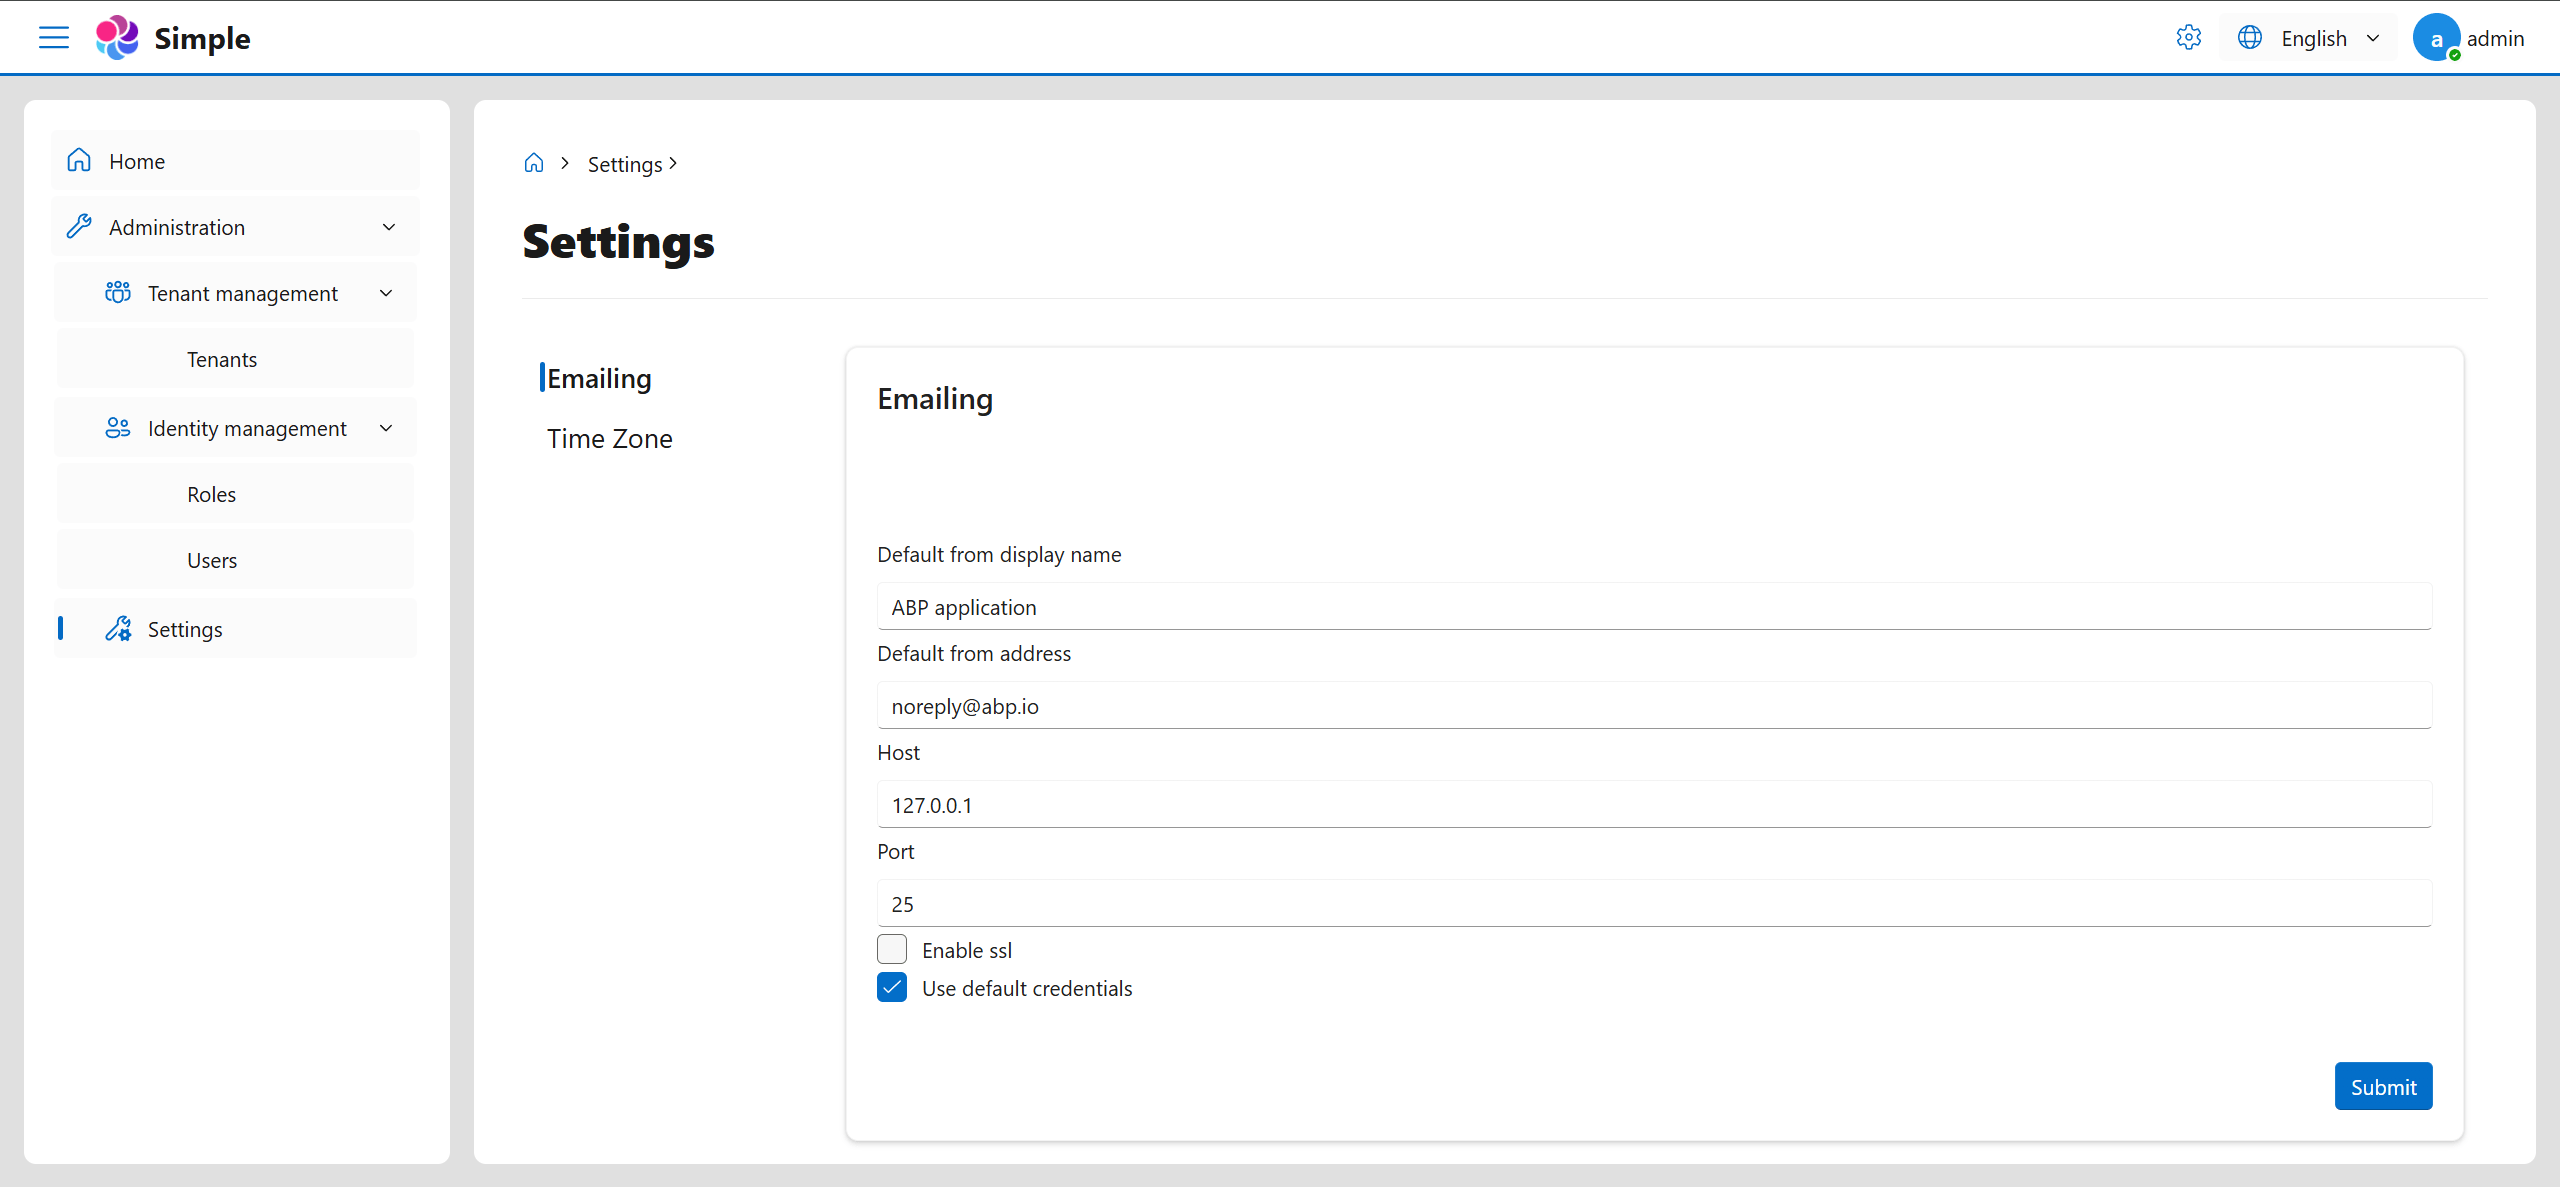 Simple
English
a
admin
Home
Administration
Tenant management
Tenants
Identity management
Roles
Users
Settings
Settings
Settings
Emailing
Time Zone
Emailing
Default from display name
ABP application
Default from address
noreply@abp.io
Host
127.0.0.1
Port
25
Enable ssl
Use default credentials
Submit